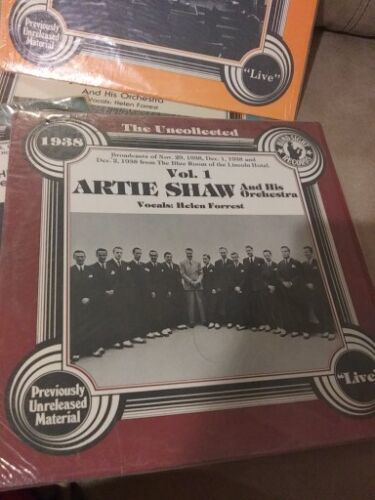 Previously
Unreleased
Material
"Live"
And His Orchestra
Vocals: Helen Forrest
The Uncollected
1938
Broadcasts of Nov. 29, 1938, Dec. 1, 1938 and
Dec. 2, 1938 from The Blue Room of the Lincoln Hotel.
Vol. 1
ARTIE SHAW And His
Orchestra
Vocals: Helen Forrest
Previously
Unreleased
Material
"Live"